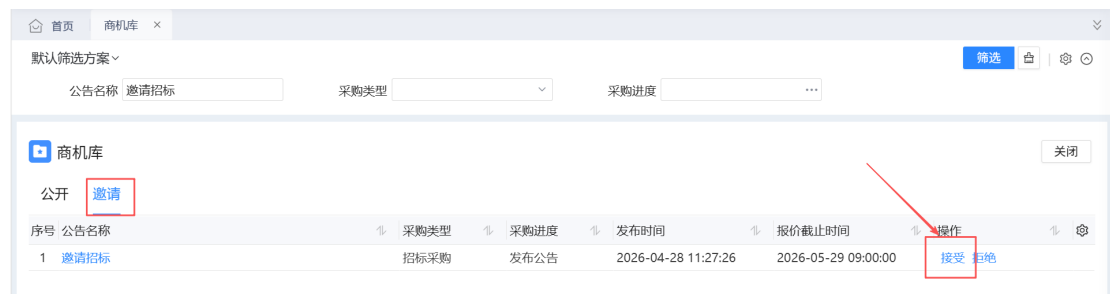 首页 商机库 ×
默认筛选方案 筛选
公告名称 邀请招标 采购类型 采购进度 ···
商机库 关闭
公开 邀请
序号 公告名称 采购类型 采购进度 发布时间 报价截止时间 操作
1 邀请招标 招标采购 发布公告 2026-04-28 11:27:26 2026-05-29 09:00:00 接受 拒绝